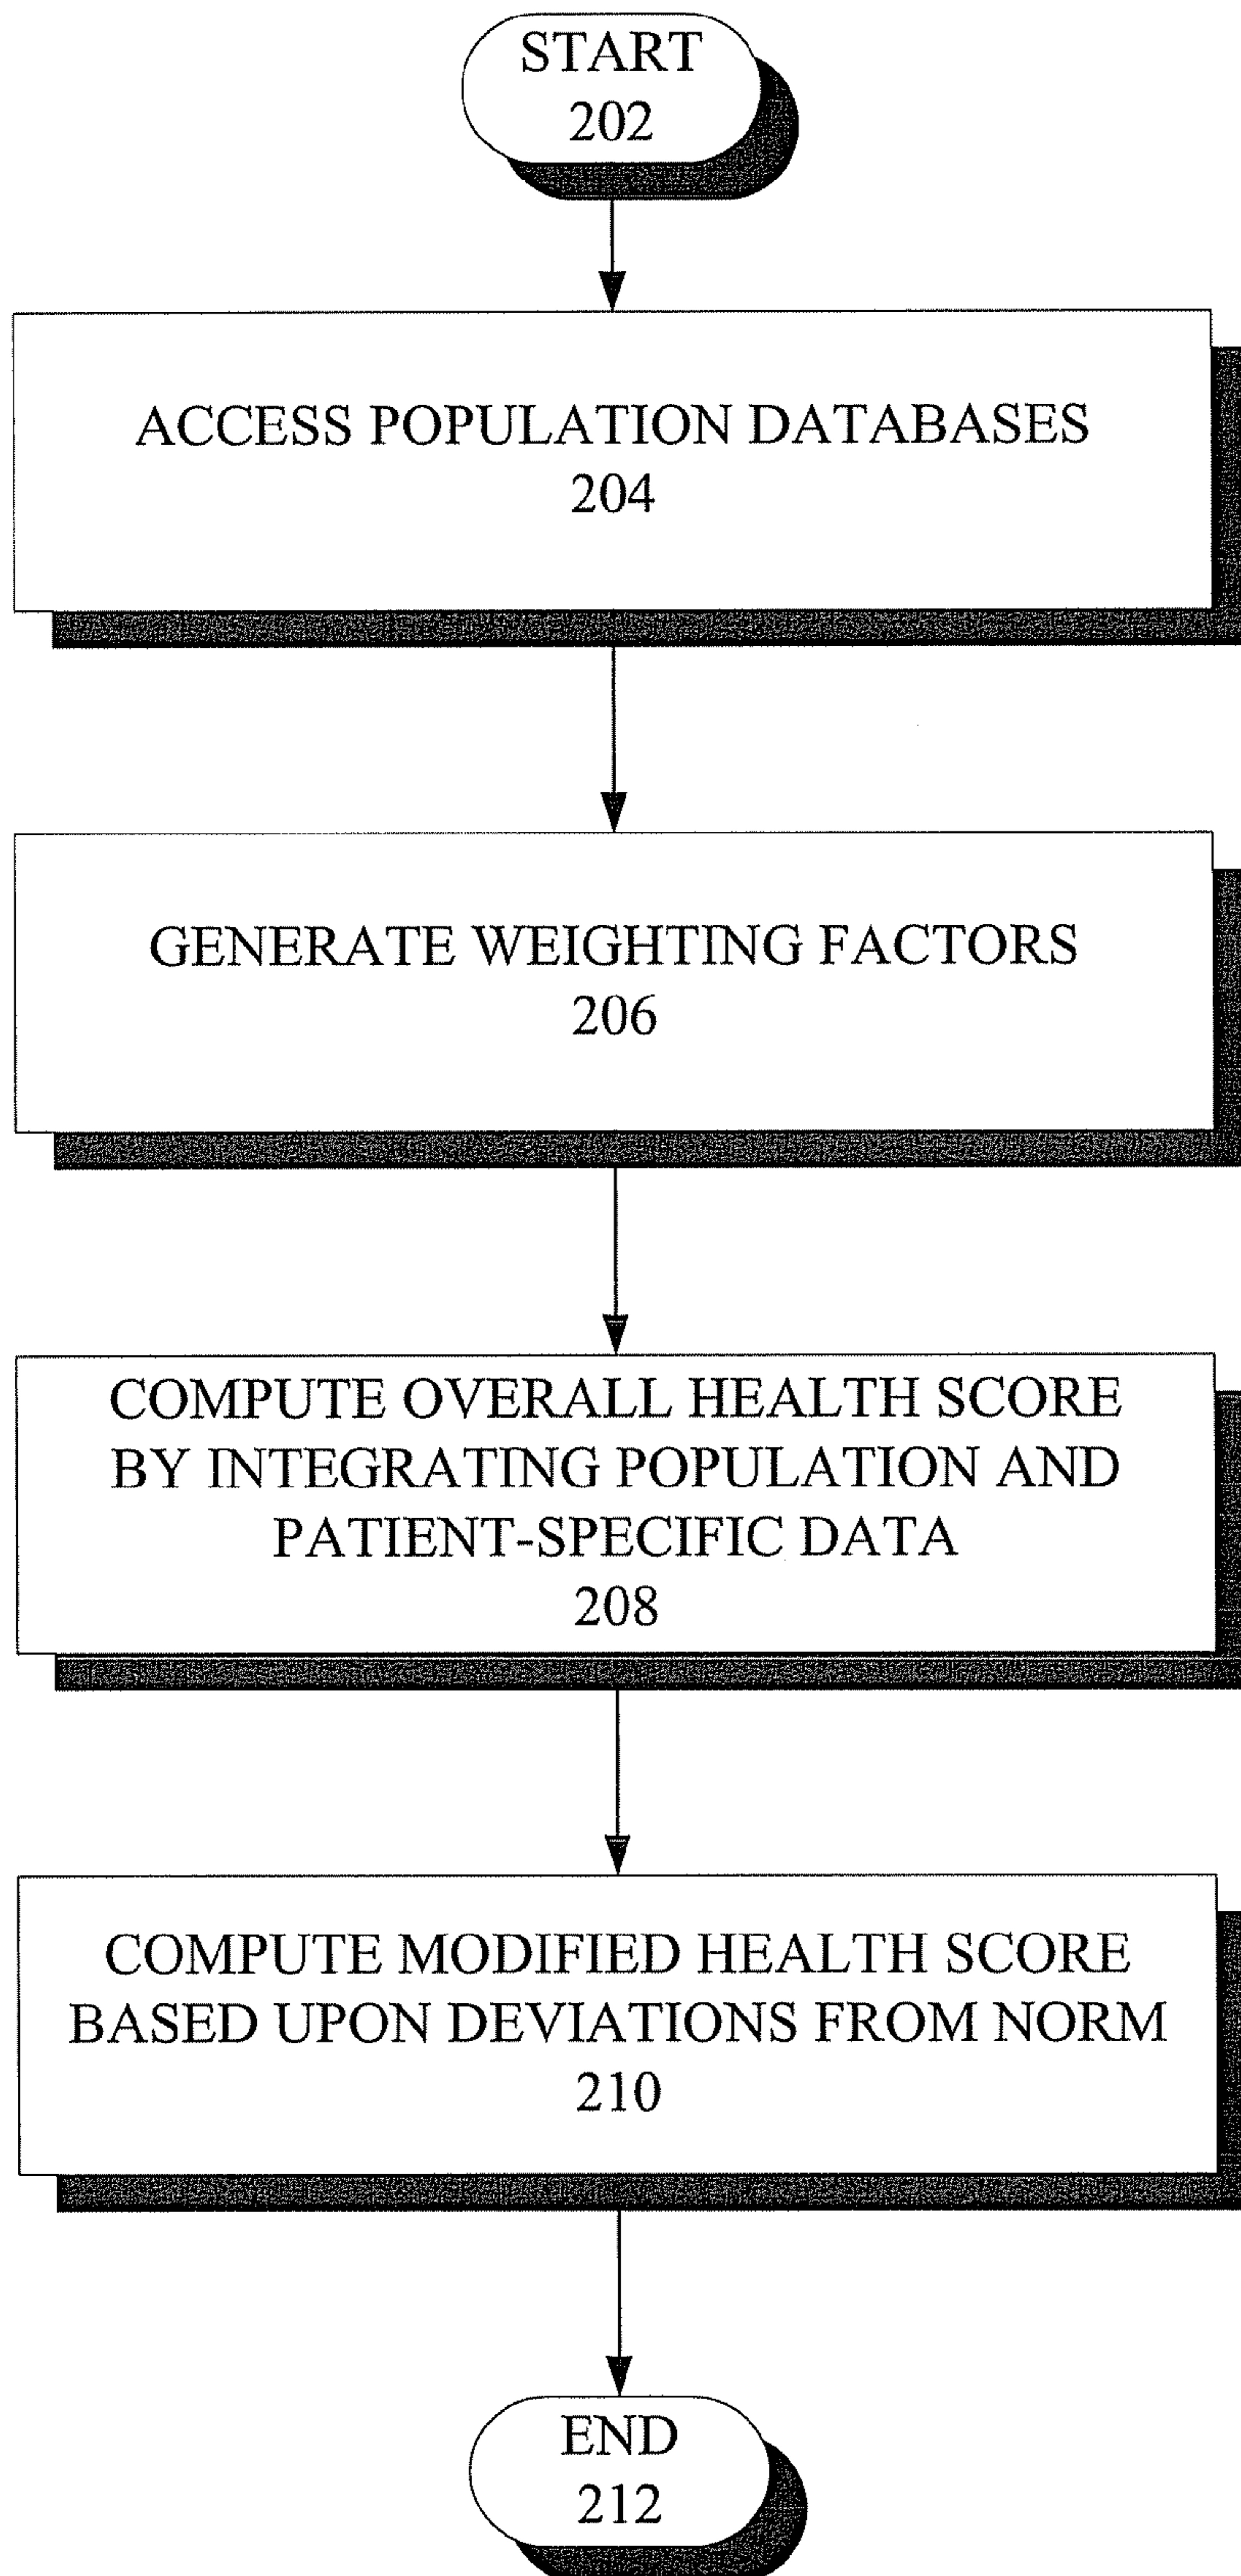 START
202
ACCESS POPULATION DATABASES
204
GENERATE WEIGHTING FACTORS
206
COMPUTE OVERALL HEALTH SCORE
BY INTEGRATING POPULATION AND
PATIENT-SPECIFIC DATA
208
COMPUTE MODIFIED HEALTH SCORE
BASED UPON DEVIATIONS FROM NORM
210
END
212